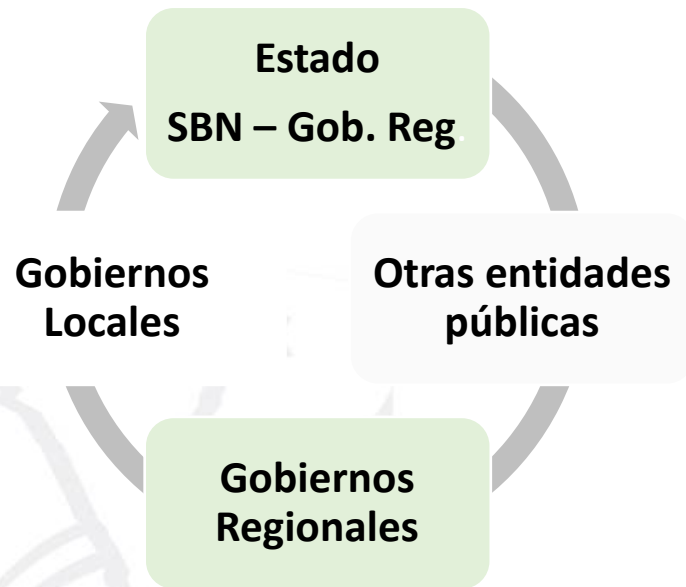 Estado
SBN – Gob. Reg.
Otras entidades
públicas
Gobiernos
Regionales
Gobiernos
Locales